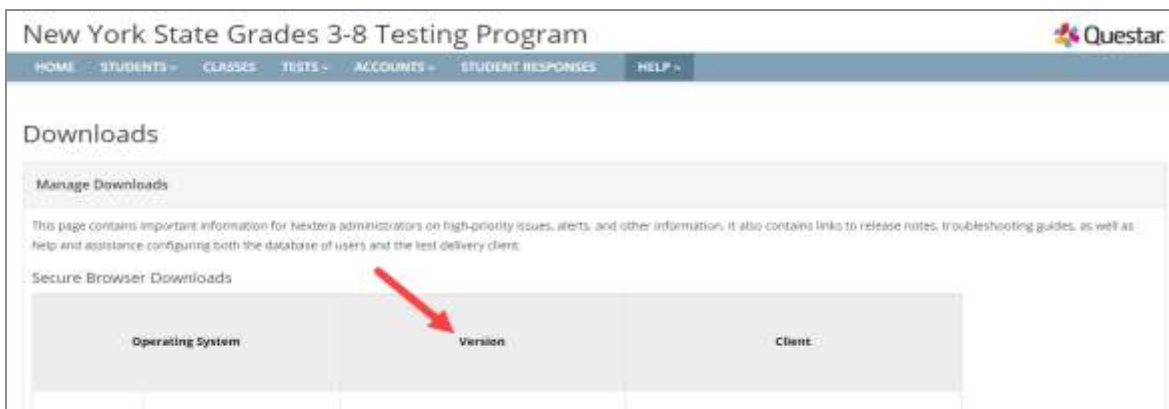 New York State Grades 3-8 Testing Program
Questar.
HOME STUDENTS CLASSES TESTS ACCOUNTS STUDENT RESPONSES HELP
Downloads
Manage Downloads
This page contains important information for Nextera administrators on high-priority issues, alerts, and other information. It also contains links to release notes, troubleshooting guides, as well as
help and assistance configuring both the database of users and the test delivery client.
Secure Browser Downloads
Operating System Version Client